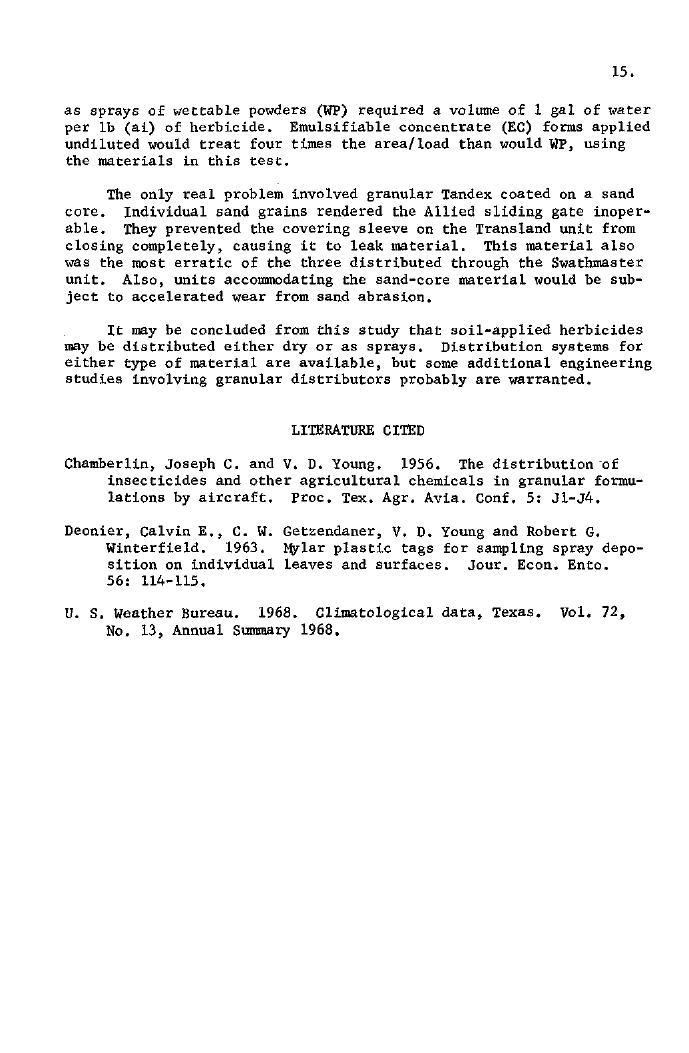 15.
as sprays of wettable powders (WP) required a volume of 1 gal of water
per lb (ai) of herbicide. Emulsifiable concentrate (EC) forms applied
undiluted would treat four times the area/load than would WP, using
the materials in this test.
The only real problem involved granular Tandex coated on a sand
core. Individual sand grains rendered the Allied sliding gate inoper-
able. They prevented the covering sleeve on the Transland unit from
closing completely, causing it to leak material. This material also
was the most erratic of the three distributed through the Swathmaster
unit. Also, units accommodating the sand-core material would be sub-
ject to accelerated wear from sand abrasion.
It may be concluded from this study that soil-applied herbicides
may be distributed either dry or as sprays. Distribution systems for
either type of material are available, but some additional engineering
studies involving granular distributors probably are warranted.
LITERATURE CITED
Chamberlin, Joseph C. and V. D. Young. 1956. The distribution of
insecticides and other agricultural chemicals in granular formu-
lations by aircraft. Proc. Tex. Agr. Avia. Conf. 5: J1-J4.
Deonier, Calvin E., C. W. Getzendaner, V. D. Young and Robert G.
Winterfield. 1963. Mylar plastic tags for sampling spray depo-
sition on individual leaves and surfaces. Jour. Econ. Ento.
56: 114-115.
U. S. Weather Bureau. 1968. Climatological data, Texas. Vol. 72,
No. 13, Annual Summary 1968.